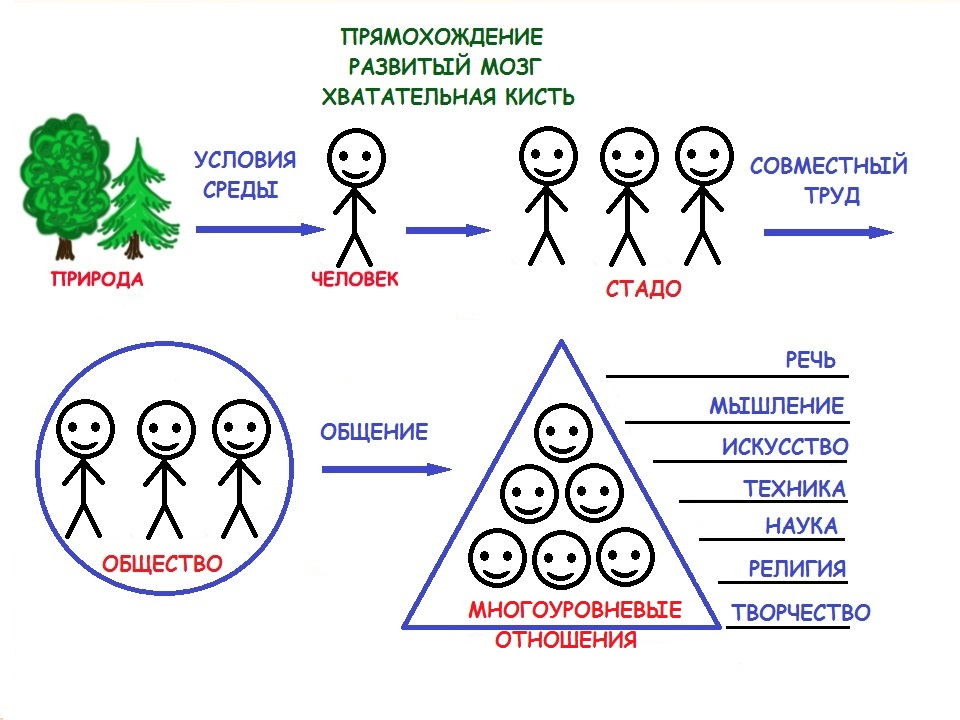 ПРЯМОХОЖДЕНИЕ
РАЗВИТЫЙ МОЗГ
ХВАТАТЕЛЬНАЯ КИСТЬ
УСЛОВИЯ
СРЕДЫ
СОВМЕСТНЫЙ
ТРУД
ПРИРОДА
ЧЕЛОВЕК
СТАДО
ОБЩЕНИЕ
ОБЩЕСТВО
РЕЧЬ
МЫШЛЕНИЕ
ИСКУССТВО
ТЕХНИКА
НАУКА
РЕЛИГИЯ
ТВОРЧЕСТВО
МНОГОУРОВНЕВЫЕ
ОТНОШЕНИЯ